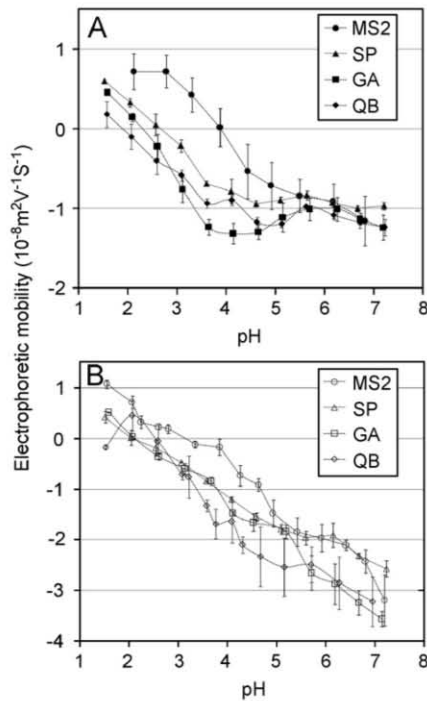 A
MS2
SP
GA
QB
1
0
-1
-2
1 2 3 4 5 6 7 8
pH
Electrophoretic mobility (10-8m2V-1S-1)
B
MS2
SP
GA
QB
1
0
-1
-2
-3
-4
1 2 3 4 5 6 7 8
pH